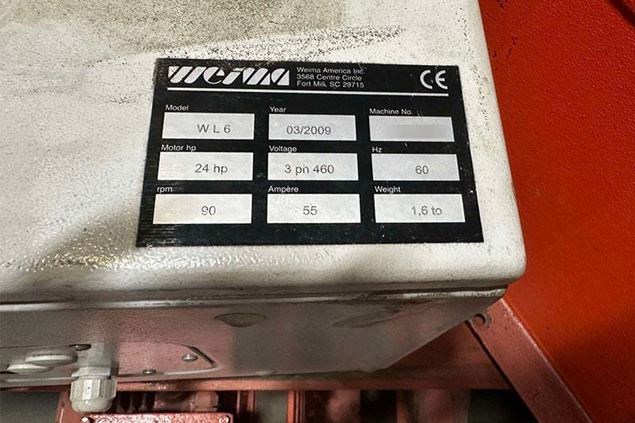 weima
Weima America Inc.
3568 Centre Circle
Fort Mill, SC 29715
CE
Model Year Machine No.
W L 6 03/2009
Motor hp Voltage Hz
24 hp 3 ph 460 60
rpm Ampère Weight
90 55 1,6 to